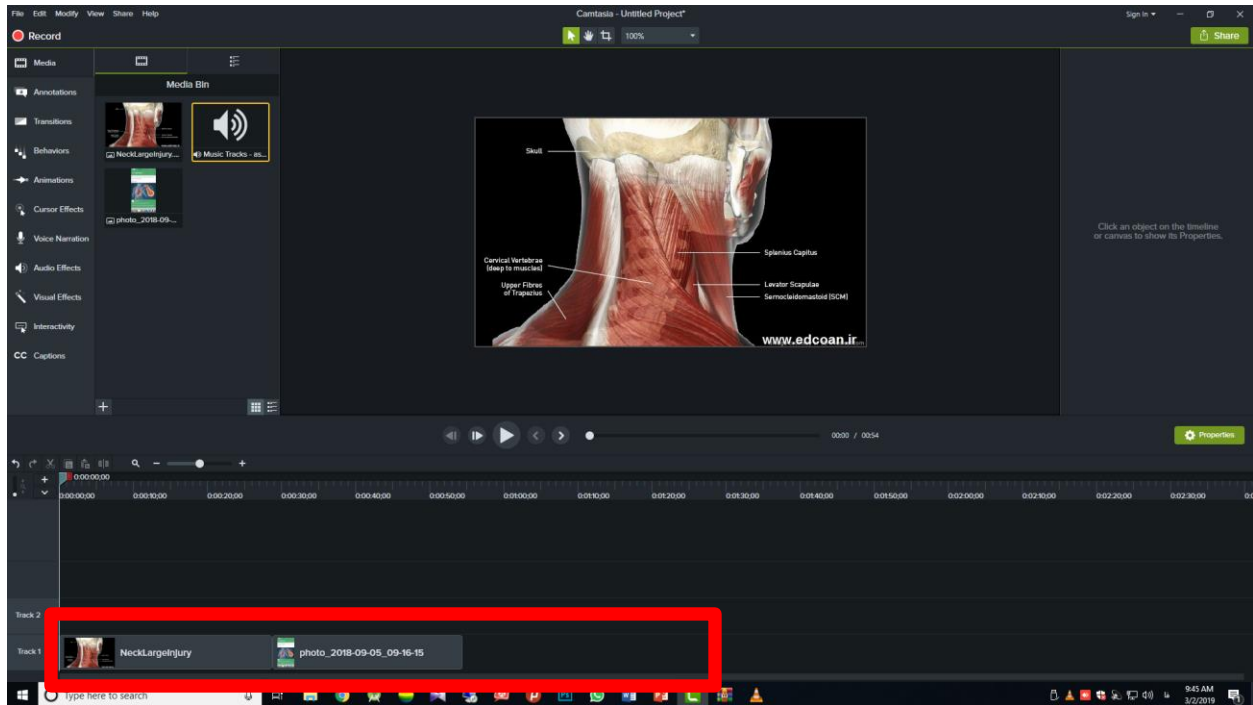 File Edit Modify View Share Help
Camtasia - Untitled Project*
Sign In
Record
100%
Share
Media
Annotations
Transitions
Behaviors
Animations
Cursor Effects
Voice Narration
Audio Effects
Visual Effects
Interactivity
CC Captions
Media Bin
NeckLargeInjury....
Music Tracks - as...
photo_2018-09-...
Skull
Cervical Vertebrae
(deep to muscles)
Upper Fibres
of Trapezius
Splenius Capitus
Levator Scapulae
Sernocleidomastoid (SCM)
www.edcoan.ir
Click an object on the timeline
or canvas to show its Properties.
00:00 / 00:54
Properties
0:00:00;00
0:00:00;00 0:00:10;00 0:00:20;00 0:00:30;00 0:00:40;00 0:00:50;00 0:01:00;00 0:01:10;00 0:01:20;00 0:01:30;00 0:01:40;00 0:01:50;00 0:02:00;00 0:02:10;00 0:02:20;00 0:02:30;00
Track 2
Track 1
NeckLargeInjury
photo_2018-09-05_09-16-15
Type here to search
9:45 AM
3/2/2019